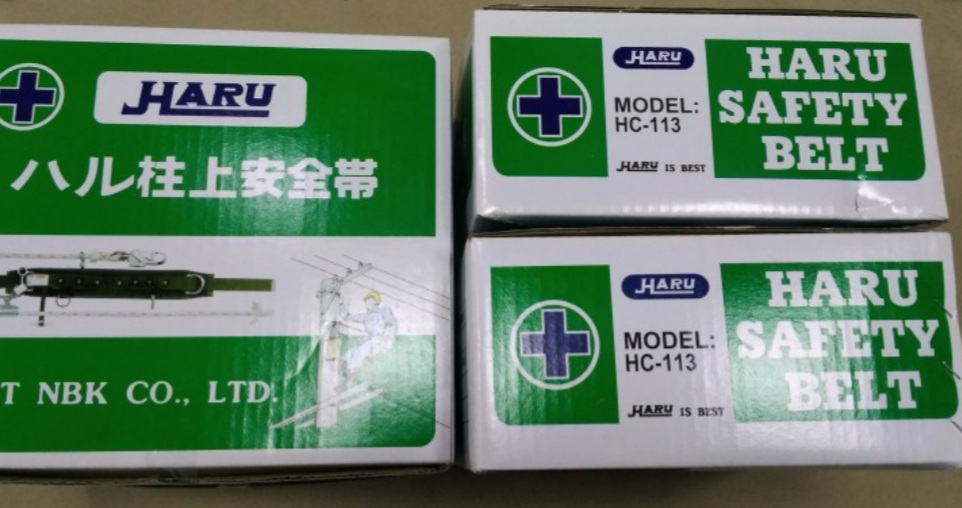 HARU
ハル柱上安全帯
T NBK CO., LTD.
HARU
MODEL:
HC-113
HARU IS BEST
HARU
SAFETY
BELT
HARU
MODEL:
HC-113
HARU IS BEST
HARU
SAFETY
BELT